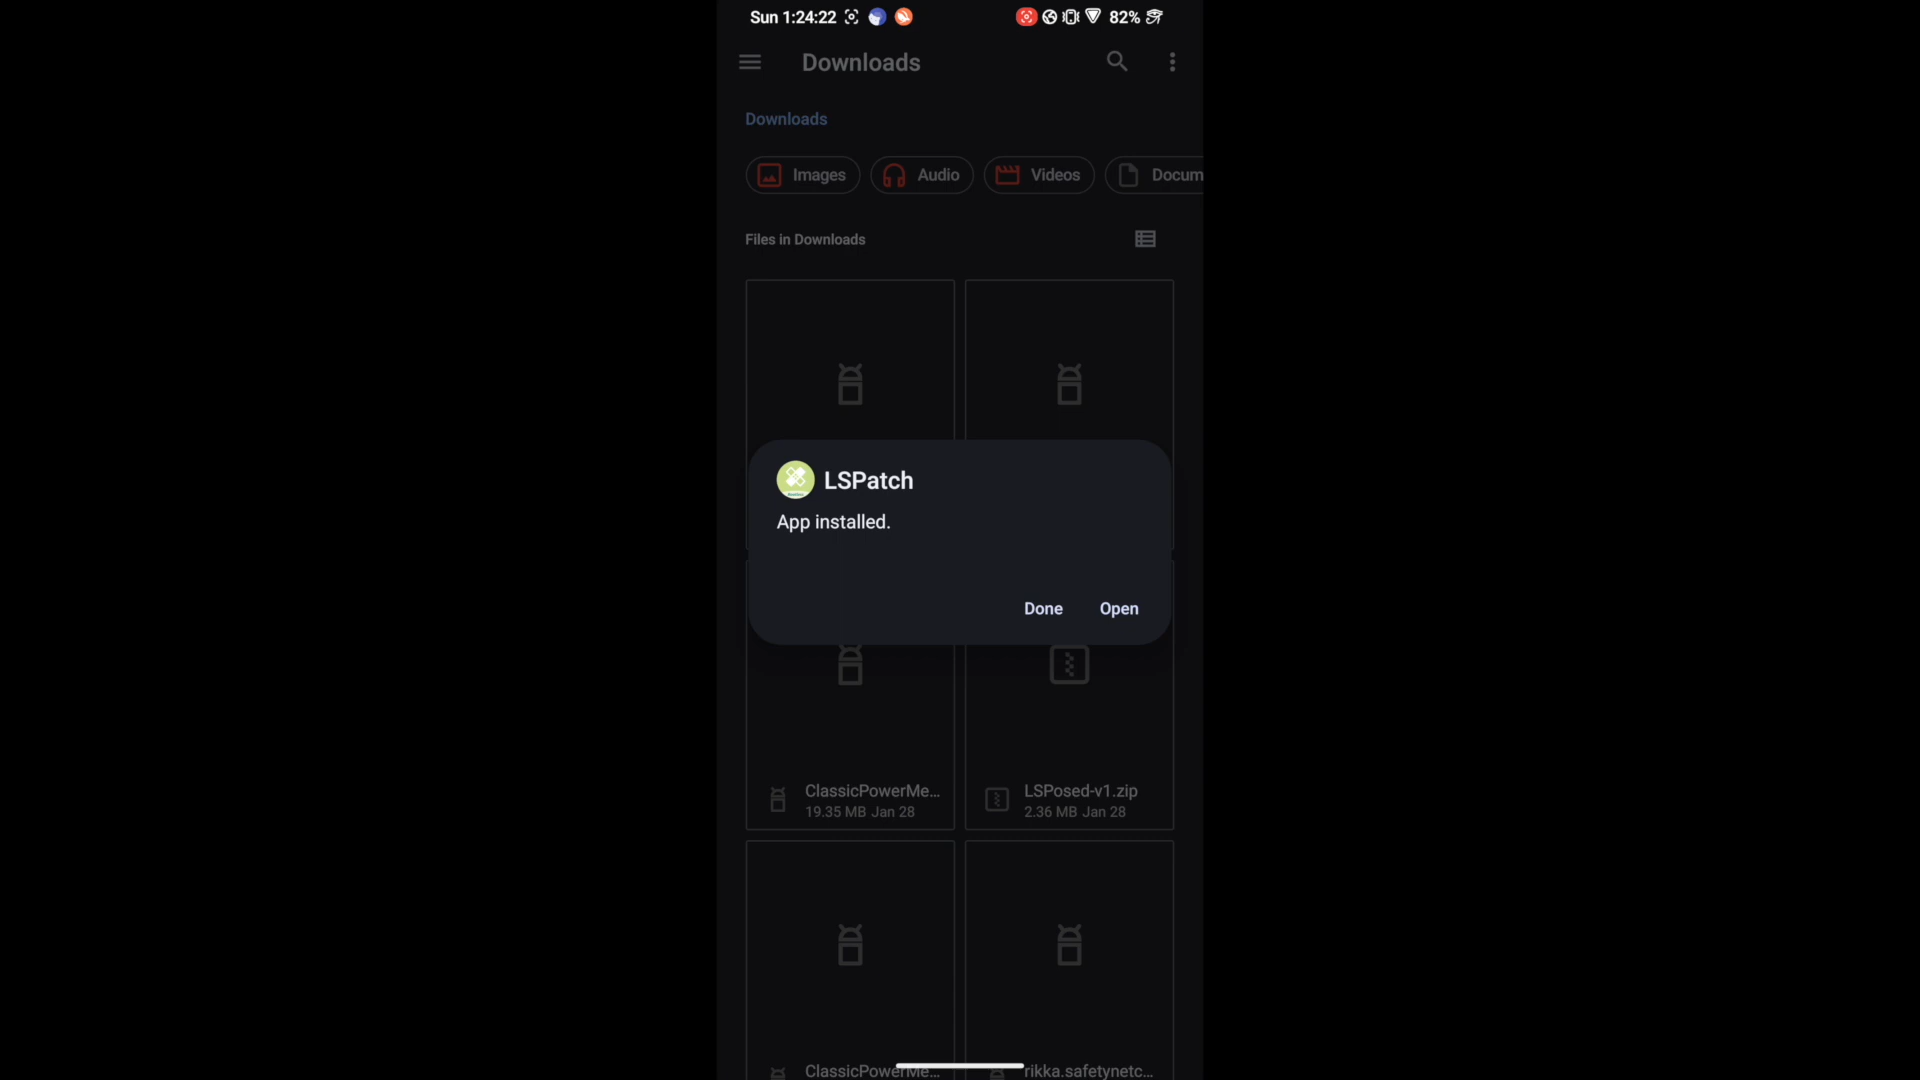 Sun 1:24:22
82%
Downloads
Downloads
Images
Audio
Videos
Docum
Files in Downloads
LSPatch
App installed.
Done
Open
ClassicPowerMe...
19.35 MB Jan 28
LSPosed-v1.zip
2.36 MB Jan 28
ClassicPowerMe...
rikka.safetynetc...